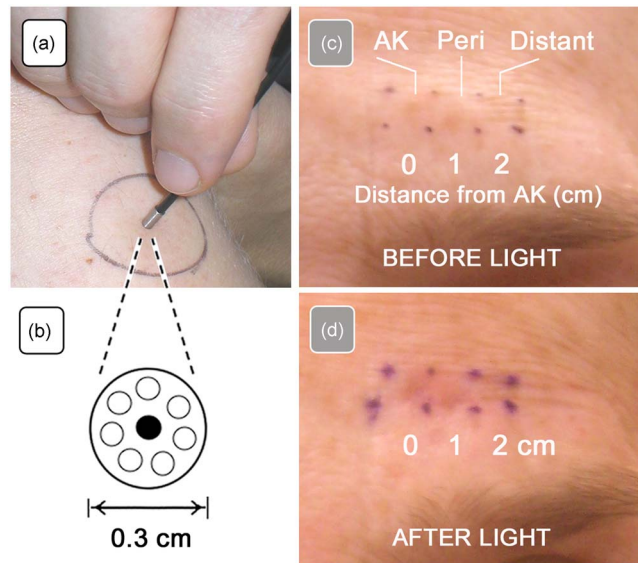 (a)
(b)
0.3 cm
(c)
AK Peri Distant
0 1 2
Distance from AK (cm)
BEFORE LIGHT
(d)
0 1 2 cm
AFTER LIGHT